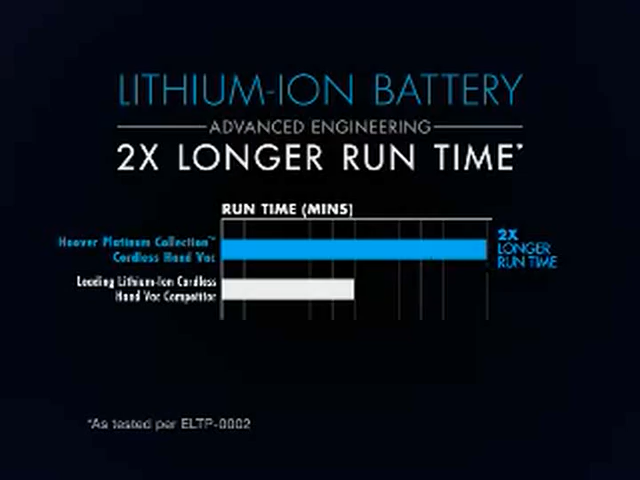 LITHIUM-ION BATTERY
ADVANCED ENGINEERING
2X LONGER RUN TIME*
RUN TIME (MINS)
Hoover Platinum Collection™
Cordless Hand Vac
2X
LONGER
RUN TIME
Leading Lithium-Ion Cordless
Hand Vac Competitor
*As tested per ELTP-0002